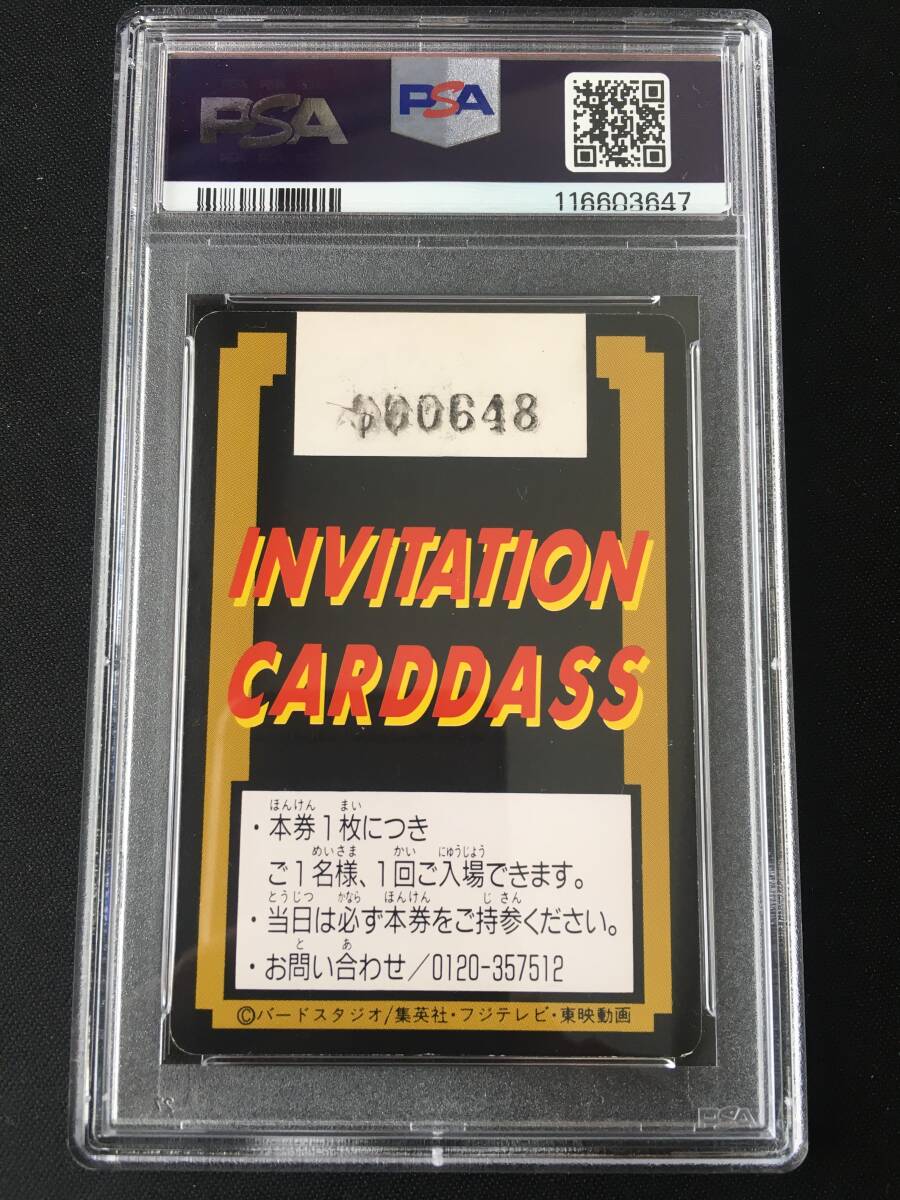 PSA
PSA
116603647
000648
INVITATION
CARDDASS
ほんけん まい
・本券1枚につき
めいさま かい にゅうじょう
ご1名様、1回ご入場できます。
とうじつ かなら ほんけん じさん
・当日は必ず本券をご持参ください。
と あ
・お問い合わせ/0120-357512
©バードスタジオ/集英社・フジテレビ・東映動画
PSA